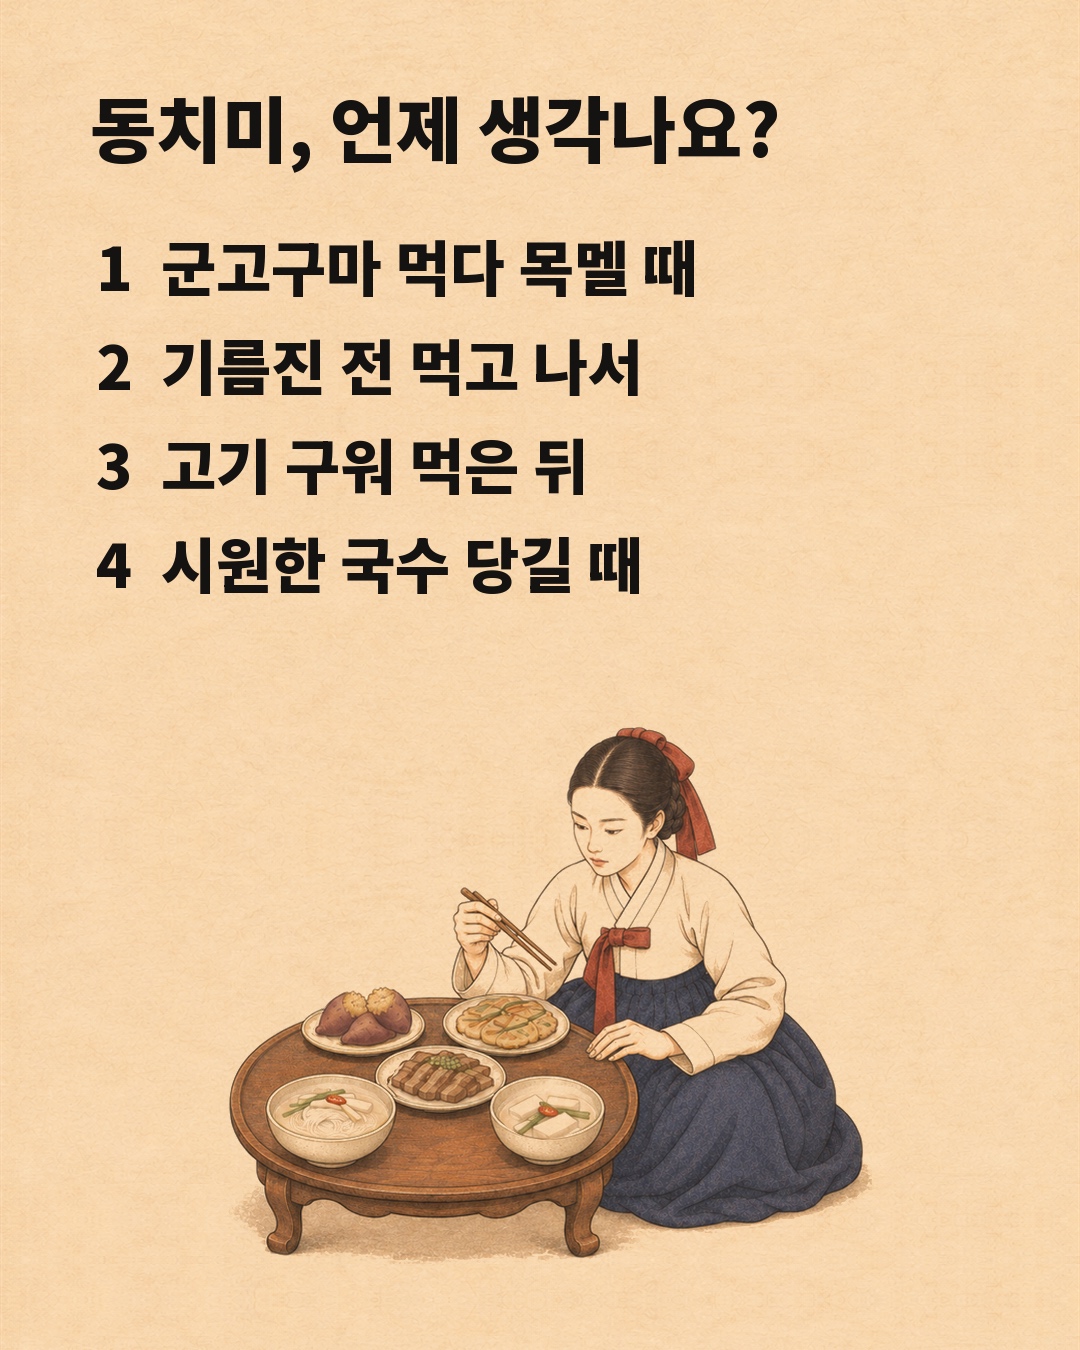 동치미, 언제 생각나요?
1 군고구마 먹다 목멜 때
2 기름진 전 먹고 나서
3 고기 구워 먹은 뒤
4 시원한 국수 당길 때